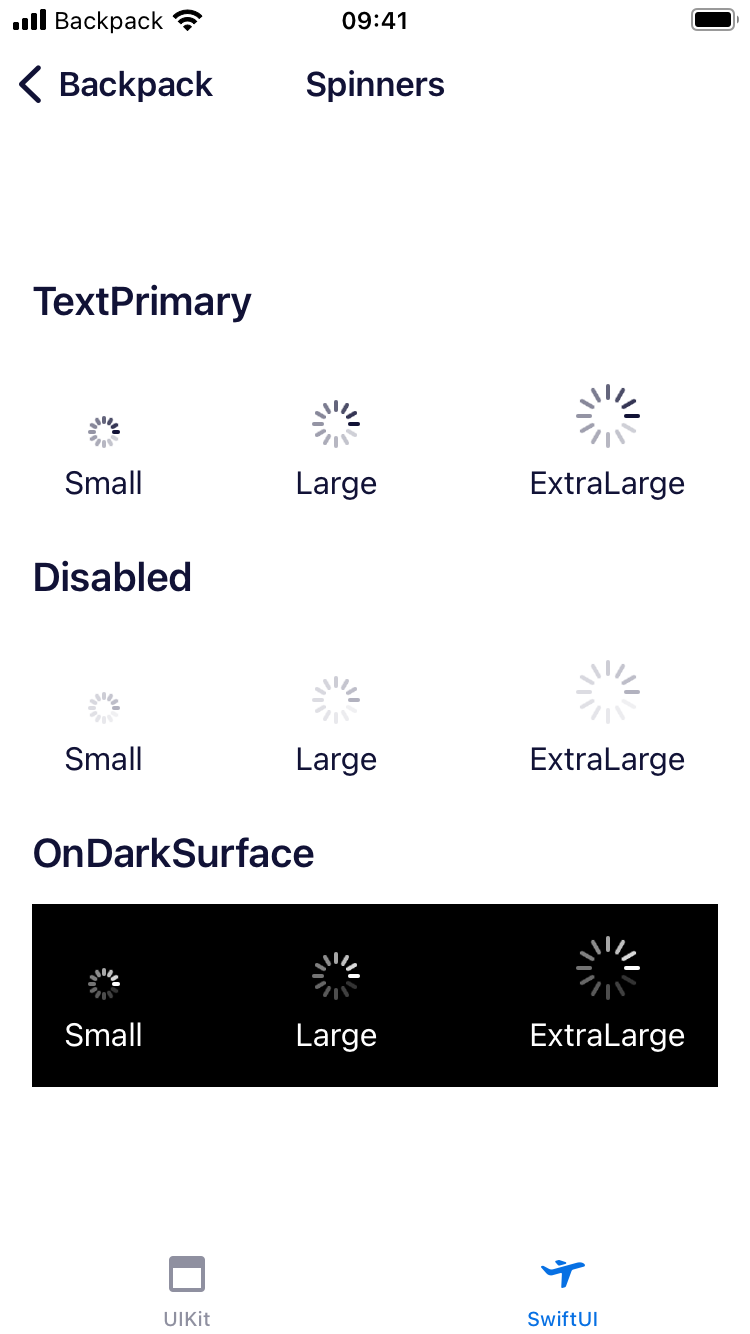 Backpack 09:41
Backpack Spinners
TextPrimary
Small Large ExtraLarge
Disabled
Small Large ExtraLarge
OnDarkSurface
Small Large ExtraLarge
UIKit SwiftUI